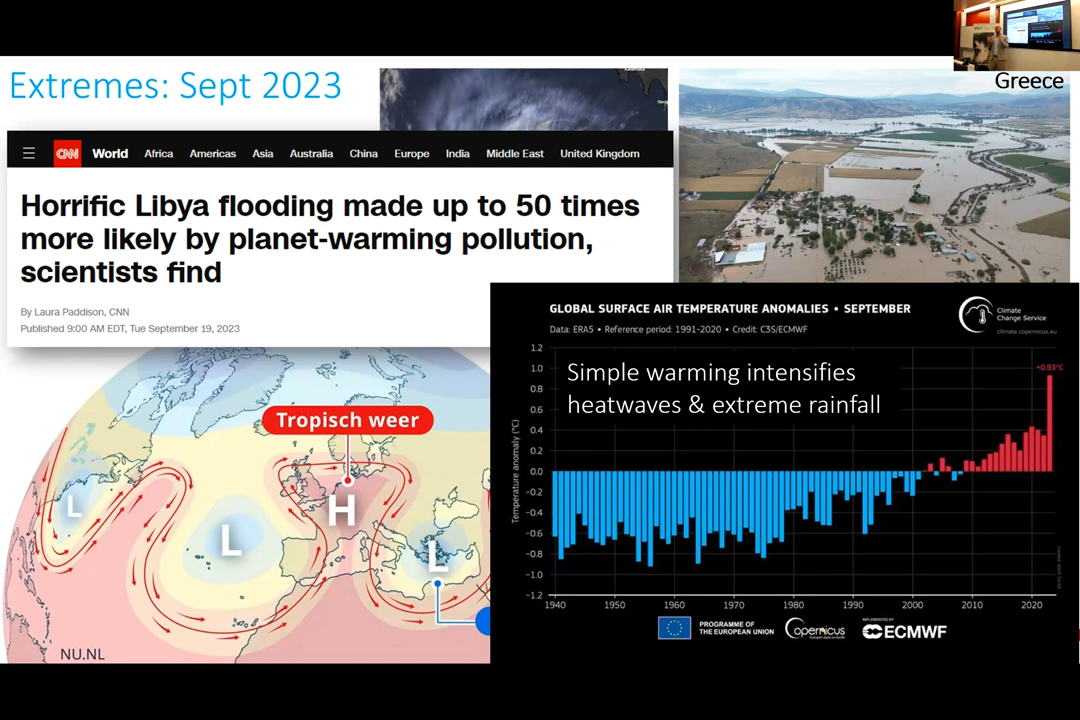 Extremes: Sept 2023
Greece
CNN World Africa Americas Asia Australia China Europe India Middle East United Kingdom
Horrific Libya flooding made up to 50 times
more likely by planet-warming pollution,
scientists find
By Laura Paddison, CNN
Published 9:00 AM EDT, Tue September 19, 2023
Tropisch weer
L
L
H
L
NU.NL
GLOBAL SURFACE AIR TEMPERATURE ANOMALIES • SEPTEMBER
Data: ERA5 • Reference period: 1991-2020 • Credit: C3S/ECMWF
Climate
Change Service
climate.copernicus.eu
Simple warming intensifies
heatwaves & extreme rainfall
+0.93°C
Temperature anomaly (°C)
1.2
1.0
0.8
0.6
0.4
0.2
0.0
−0.2
−0.4
−0.6
−0.8
−1.0
−1.2
1940 1950 1960 1970 1980 1990 2000 2010 2020
PROGRAMME OF
THE EUROPEAN UNION
Copernicus
IMPLEMENTED BY
ECMWF